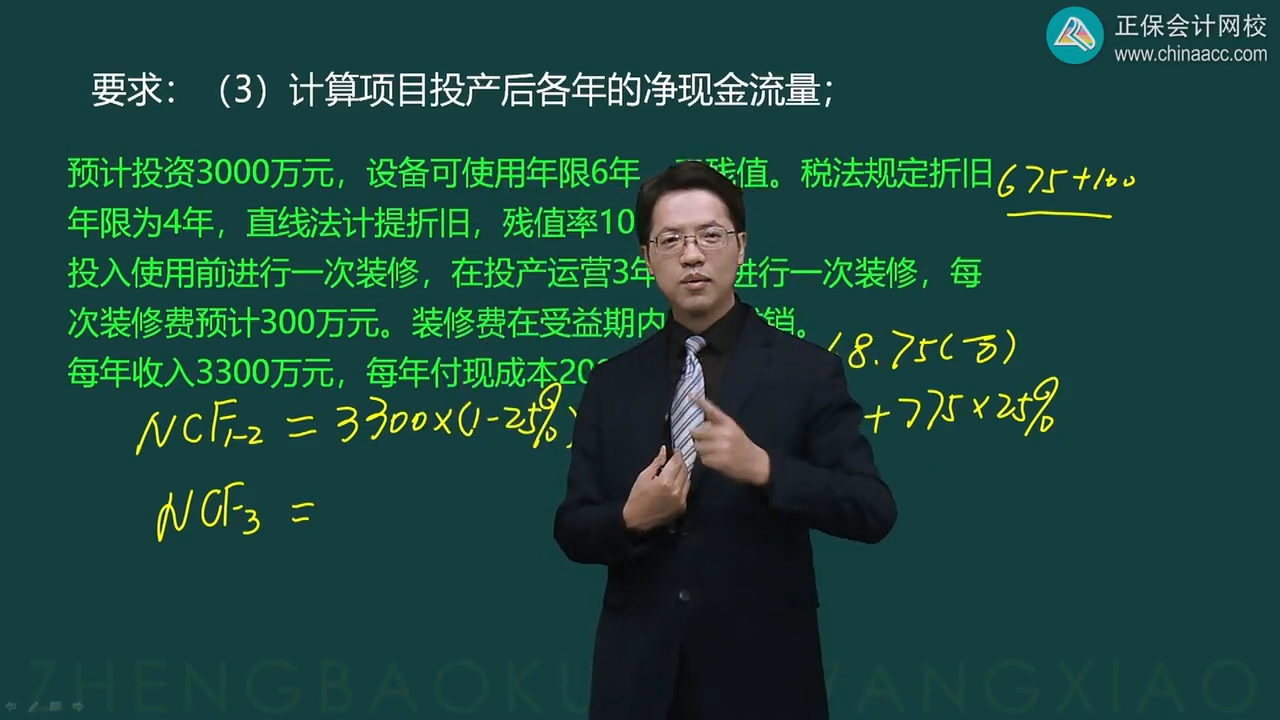 正保会计网校
www.chinaacc.com
要求：（3）计算项目投产后各年的净现金流量；
预计投资3000万元，设备可使用年限6年 残值。税法规定折旧
675+100
年限为4年，直线法计提折旧，残值率10
投入使用前进行一次装修，在投产运营3年 进行一次装修，每
次装修费预计300万元。装修费在受益期内 销。
8.75(万)
每年收入3300万元，每年付现成本20
NCF1-2 = 3300×(1-25%) +775×25%
NCF3 =
ZHENGBAOKU ANGXIAO